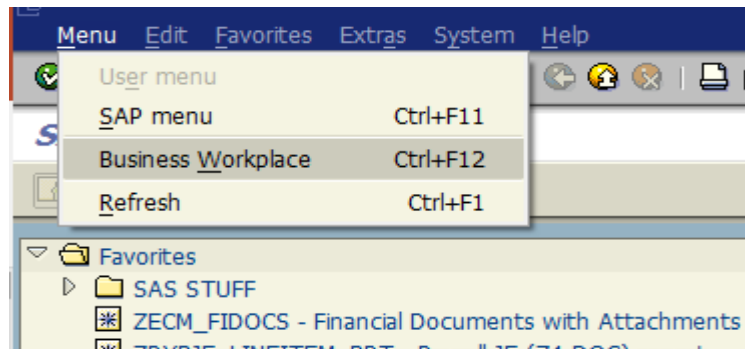 Menu Edit Favorites Extras System Help
User menu
SAP menu Ctrl+F11
Business Workplace Ctrl+F12
Refresh Ctrl+F1
Favorites
SAS STUFF
ZECM_FIDOCS - Financial Documents with Attachments